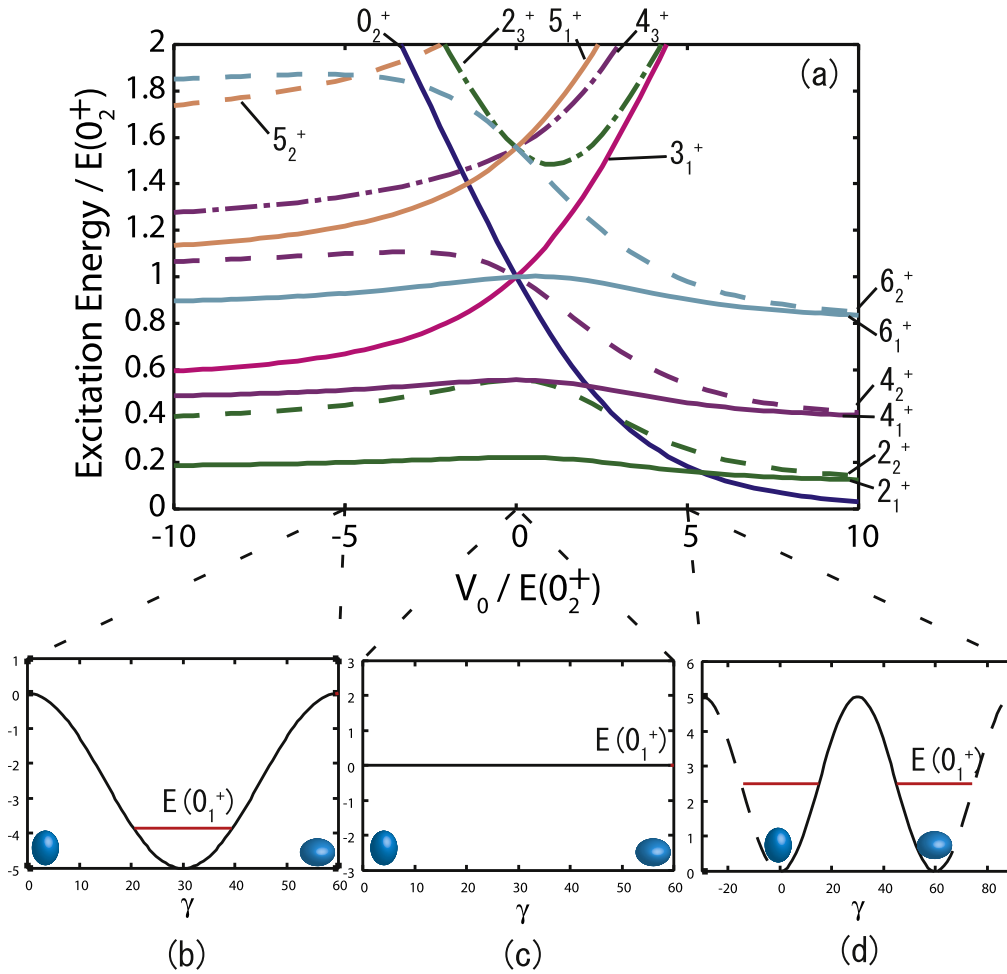 0₂⁺ 2₃⁺ 5₁⁺ 4₃⁺
(a)
Excitation Energy / E(0₂⁺)
2
1.8
1.6
1.4
1.2
1
0.8
0.6
0.4
0.2
0
5₂⁺
3₁⁺
6₂⁺
6₁⁺
4₂⁺
4₁⁺
2₂⁺
2₁⁺
-10 -5 0 5 10
V₀ / E(0₂⁺)
1
0
-1
-2
-3
-4
-5
E(0₁⁺)
0 10 20 30 40 50 60
γ
(b)
3
2
1
0
-1
-2
-3
E(0₁⁺)
0 10 20 30 40 50 60
γ
(c)
6
5
4
3
2
1
0
E(0₁⁺)
-20 0 20 40 60 80
γ
(d)